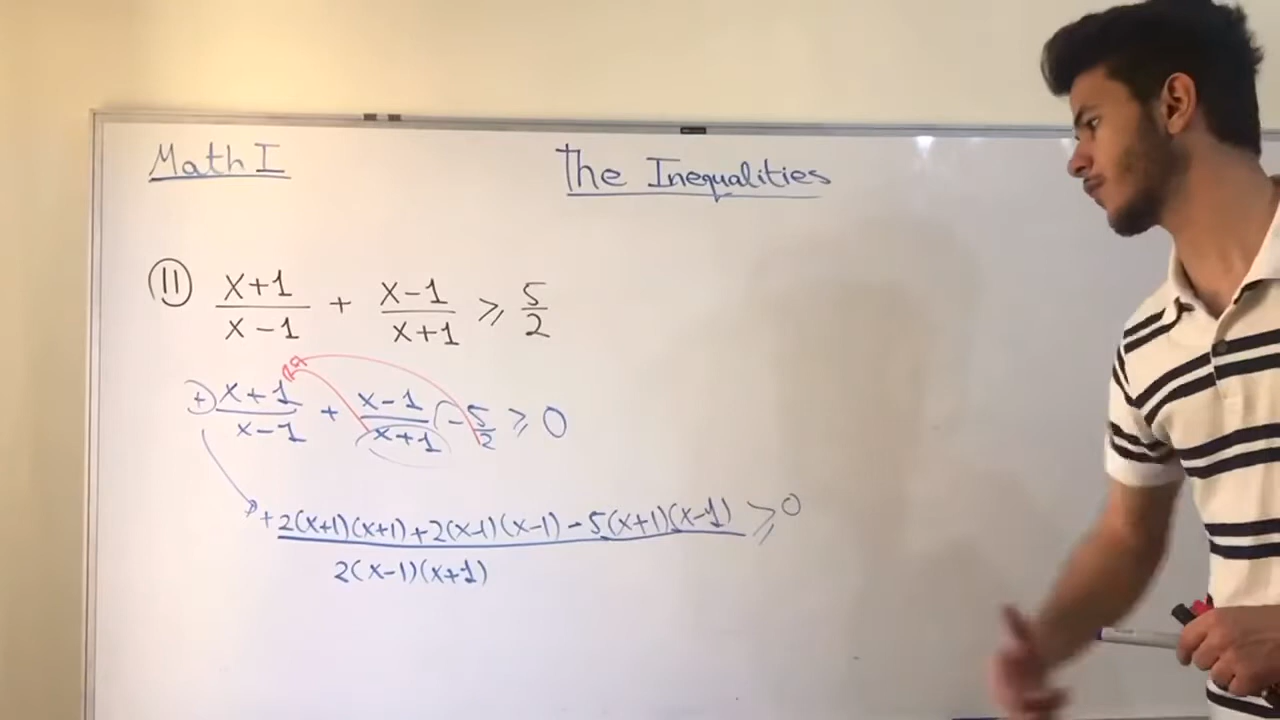 Math I
The Inequalities
⑪ x+1/x-1 + x-1/x+1 ≥ 5/2
+ x+1/x-1 + x-1/x+1 - 5/2 ≥ 0
+ 2(x+1)(x+1)+2(x-1)(x-1)-5(x+1)(x-1) ≥ 0
2(x-1)(x+1)